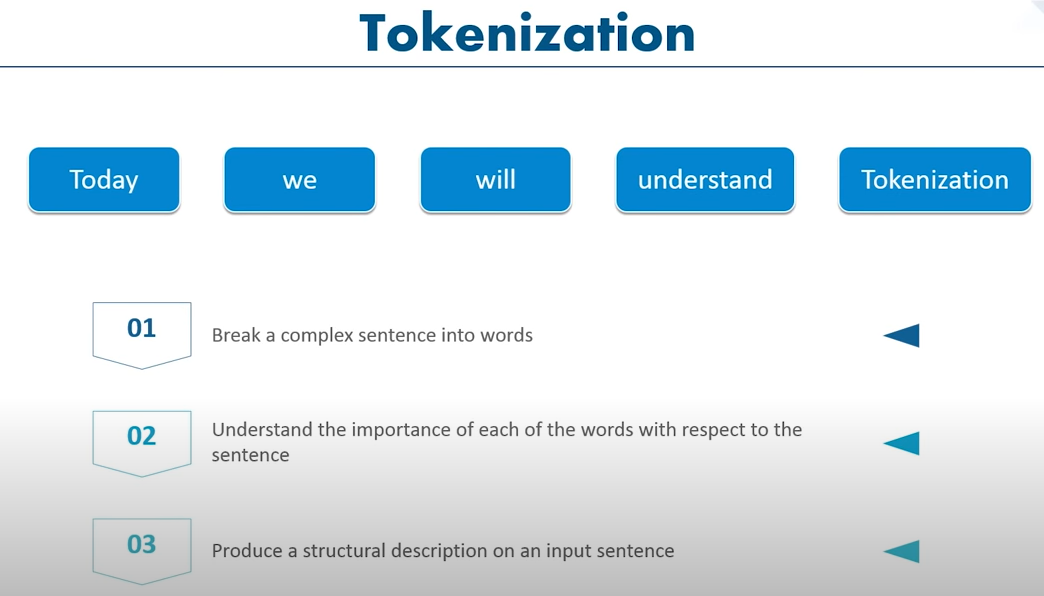 Tokenization
Today we will understand Tokenization
01 Break a complex sentence into words
02 Understand the importance of each of the words with respect to the
sentence
03 Produce a structural description on an input sentence